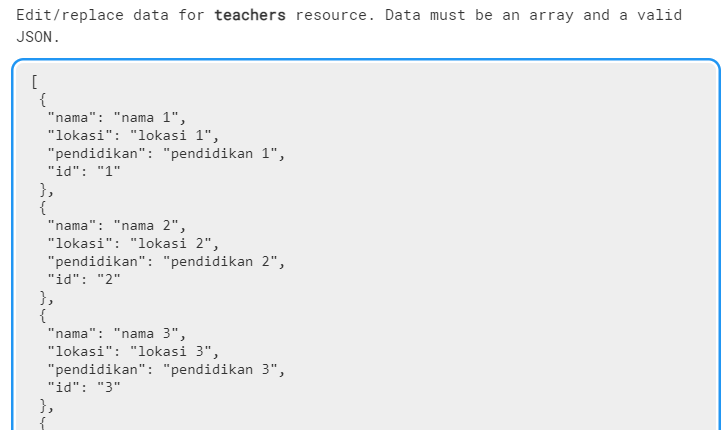 Edit/replace data for teachers resource. Data must be an array and a valid
JSON.
[
{
"nama": "nama 1",
"lokasi": "lokasi 1",
"pendidikan": "pendidikan 1",
"id": "1"
},
{
"nama": "nama 2",
"lokasi": "lokasi 2",
"pendidikan": "pendidikan 2",
"id": "2"
},
{
"nama": "nama 3",
"lokasi": "lokasi 3",
"pendidikan": "pendidikan 3",
"id": "3"
},
{